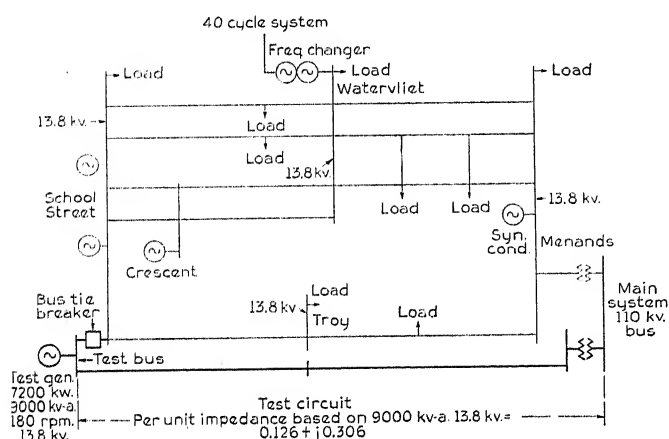 40 cycle system
Freq changer
Load
Load
Load
Watervliet
13.8 kv.
Load
Load
13.8 kv.
School
Street
Load
Load
13.8 kv.
Syn.
cond.
Menands
Crescent
Bus tie
breaker
13.8 kv
Load
Troy
Load
Main
system
110 kv.
bus
Test bus
Test gen.
7200 kw.
9000 kv-a.
180 rpm.
13.8 kv.
Test circuit
Per unit impedance based on 9000 kv-a. 13.8 kv.=
0.126 + j0.306